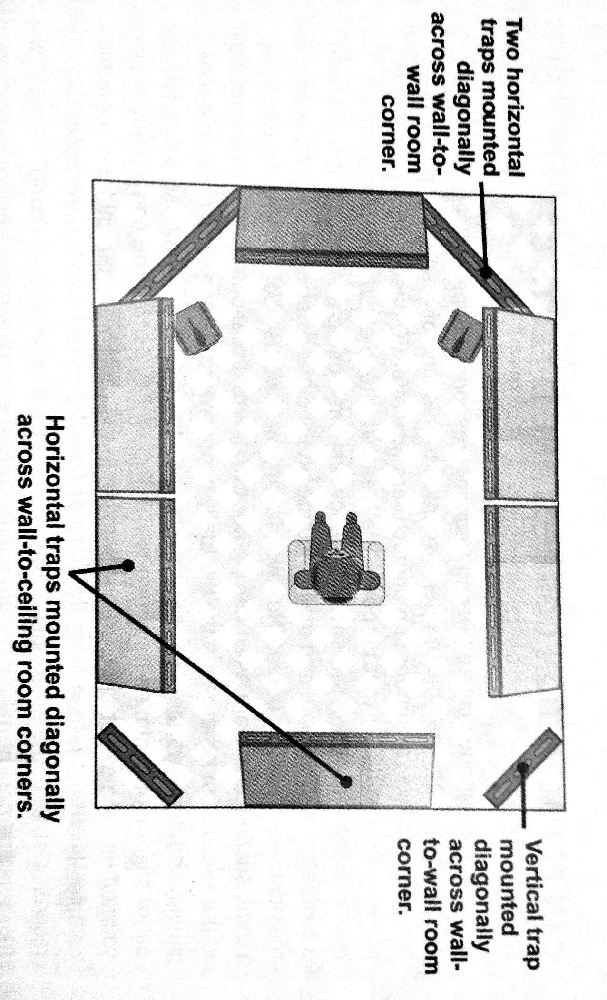 Two horizontal
traps mounted
diagonally
across wall-to-
wall room
corner.
Vertical trap
mounted
diagonally
across wall-
to-wall room
corner.
Horizontal traps mounted diagonally
across wall-to-ceiling room corners.